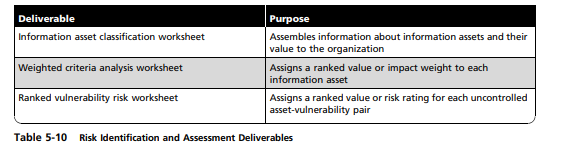 Deliverable Purpose
Information asset classification worksheet Assembles information about information assets and their
value to the organization
Weighted criteria analysis worksheet Assigns a ranked value or impact weight to each
information asset
Ranked vulnerability risk worksheet Assigns a ranked value or risk rating for each uncontrolled
asset-vulnerability pair
Table 5-10 Risk Identification and Assessment Deliverables